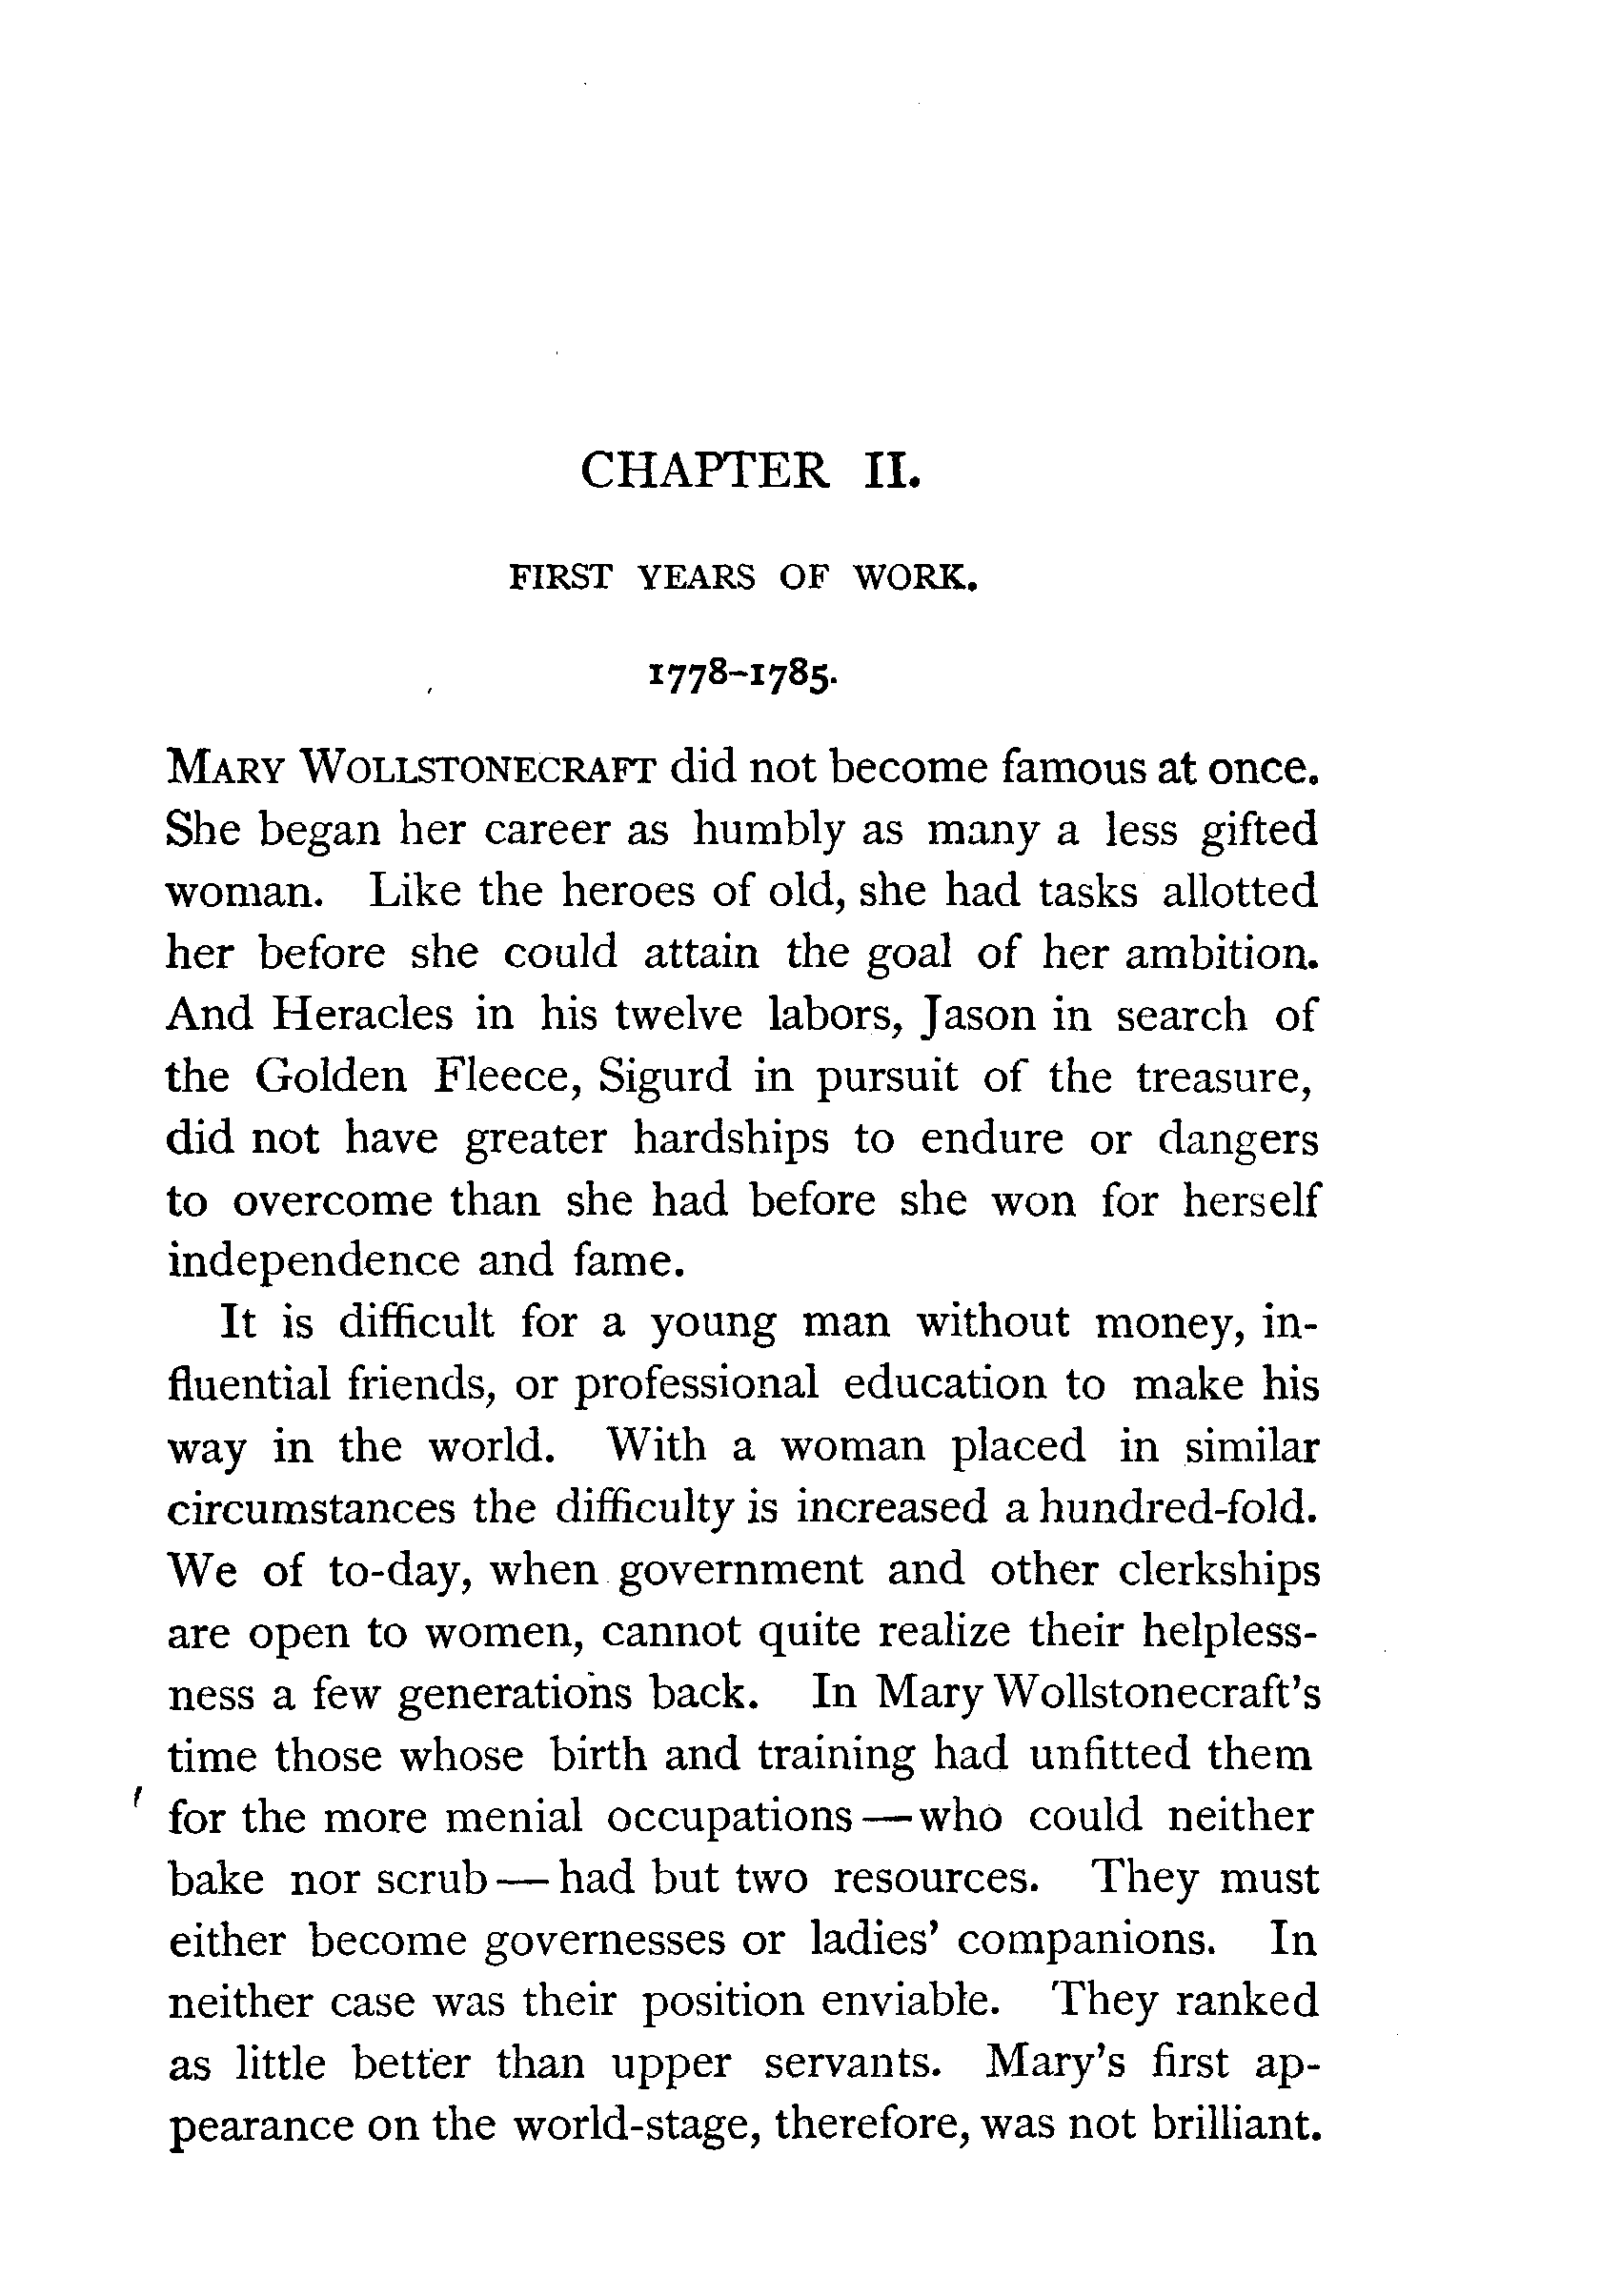 CHAPTER II.
FIRST YEARS OF WORK.
1778–1785.
MARY WOLLSTONECRAFT did not become famous at once.
She began her career as humbly as many a less gifted
woman. Like the heroes of old, she had tasks allotted
her before she could attain the goal of her ambition.
And Heracles in his twelve labors, Jason in search of
the Golden Fleece, Sigurd in pursuit of the treasure,
did not have greater hardships to endure or dangers
to overcome than she had before she won for herself
independence and fame.
It is difficult for a young man without money, in-
fluential friends, or professional education to make his
way in the world. With a woman placed in similar
circumstances the difficulty is increased a hundred-fold.
We of to-day, when government and other clerkships
are open to women, cannot quite realize their helpless-
ness a few generations back. In Mary Wollstonecraft's
time those whose birth and training had unfitted them
for the more menial occupations — who could neither
bake nor scrub — had but two resources. They must
either become governesses or ladies' companions. In
neither case was their position enviable. They ranked
as little better than upper servants. Mary's first ap-
pearance on the world-stage, therefore, was not brilliant.